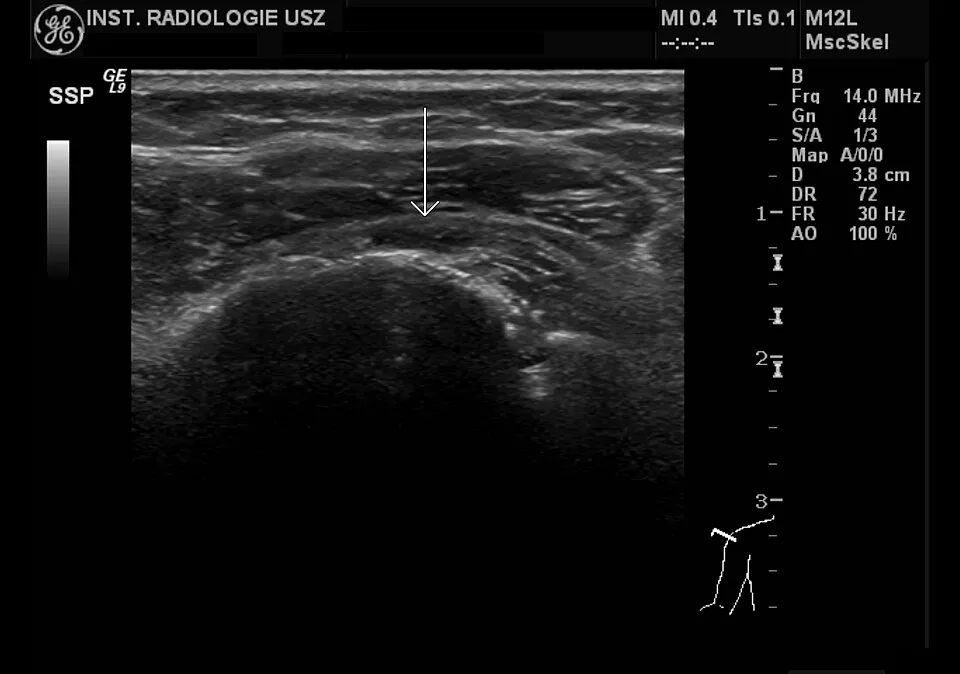 GE INST. RADIOLOGIE USZ
MI 0.4 TIs 0.1 M12L
--:--:-- MscSkel
GE
L9
SSP
B
Frq 14.0 MHz
Gn 44
S/A 1/3
Map A/0/0
D 3.8 cm
DR 72
FR 30 Hz
AO 100 %
1
2
3